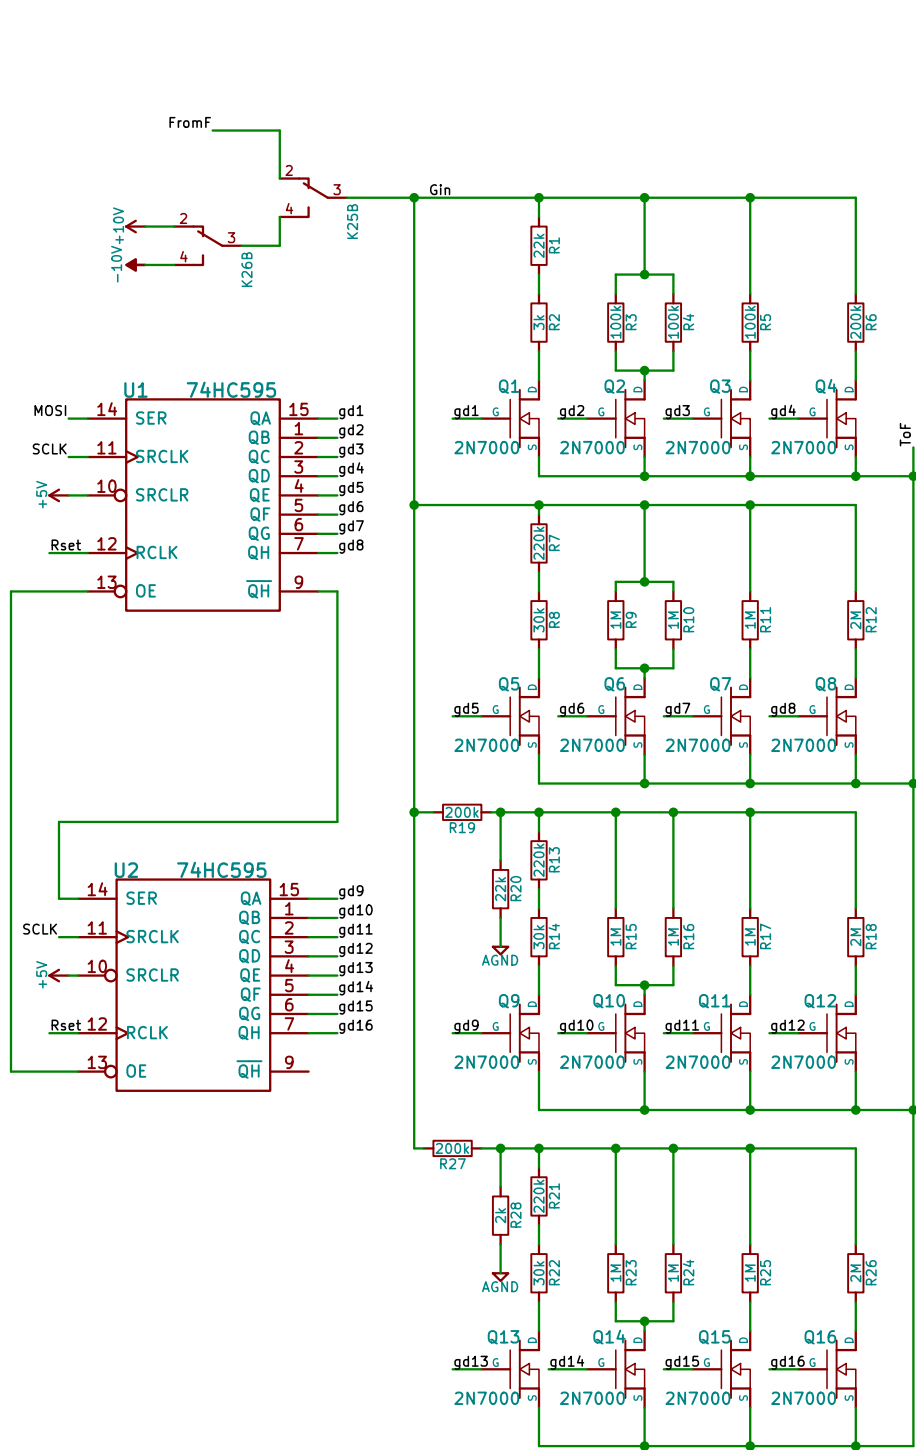 FromF
2
3
4
K25B
Gin
+10V
-10V
2
3
4
K26B
22k
R1
3k
R2
100k
R3
100k
R4
100k
R5
200k
R6
Q1
gd1
G
D
S
2N7000
Q2
gd2
G
D
S
2N7000
Q3
gd3
G
D
S
2N7000
Q4
gd4
G
D
S
2N7000
ToF
U1
74HC595
MOSI
14
SER
SCLK
11
SRCLK
+5V
10
SRCLR
Rset
12
RCLK
13
OE
QA
15
gd1
QB
1
gd2
QC
2
gd3
QD
3
gd4
QE
4
gd5
QF
5
gd6
QG
6
gd7
QH
7
gd8
QH
9
220k
R7
30k
R8
1M
R9
1M
R10
1M
R11
2M
R12
Q5
gd5
G
D
S
2N7000
Q6
gd6
G
D
S
2N7000
Q7
gd7
G
D
S
2N7000
Q8
gd8
G
D
S
2N7000
200k
R19
22k
R20
AGND
220k
R13
30k
R14
1M
R15
1M
R16
1M
R17
2M
R18
Q9
gd9
G
D
S
2N7000
Q10
gd10
G
D
S
2N7000
Q11
gd11
G
D
S
2N7000
Q12
gd12
G
D
S
2N7000
U2
74HC595
14
SER
SCLK
11
SRCLK
+5V
10
SRCLR
Rset
12
RCLK
13
OE
QA
15
gd9
QB
1
gd10
QC
2
gd11
QD
3
gd12
QE
4
gd13
QF
5
gd14
QG
6
gd15
QH
7
gd16
QH
9
200k
R27
2k
R28
AGND
220k
R21
30k
R22
1M
R23
1M
R24
1M
R25
2M
R26
Q13
gd13
G
D
S
2N7000
Q14
gd14
G
D
S
2N7000
Q15
gd15
G
D
S
2N7000
Q16
gd16
G
D
S
2N7000